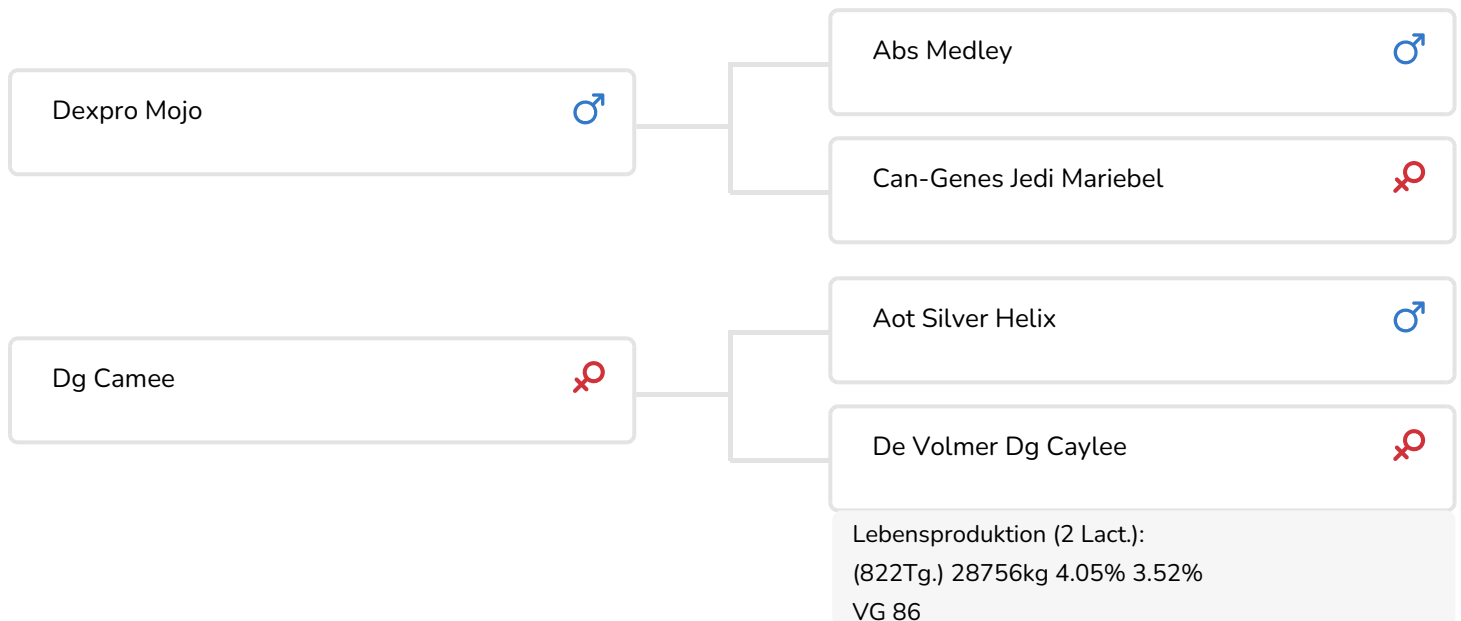 Abs Medley
Dexpro Mojo
Can-Genes Jedi Mariebel
Aot Silver Helix
Dg Camee
De Volmer Dg Caylee
Lebensproduktion (2 Lact.):
(822Tg.) 28756kg 4.05% 3.52%
VG 86